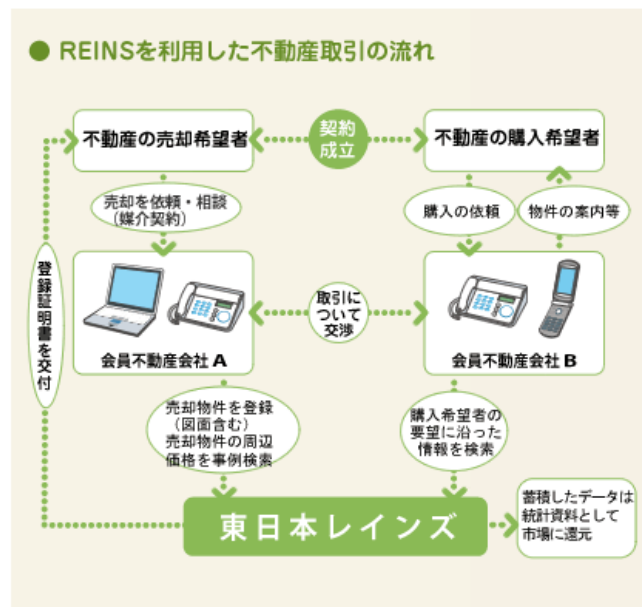 ● REINSを利用した不動産取引の流れ
不動産の売却希望者
契約
成立
不動産の購入希望者
売却を依頼・相談
（媒介契約）
購入の依頼
物件の案内等
登録証明書を交付
会員不動産会社 A
取引に
ついて
交渉
会員不動産会社 B
売却物件を登録
（図面含む）
売却物件の周辺
価格を事例検索
購入希望者の
要望に沿った
情報を検索
東日本レインズ
蓄積したデータは
統計資料として
市場に還元